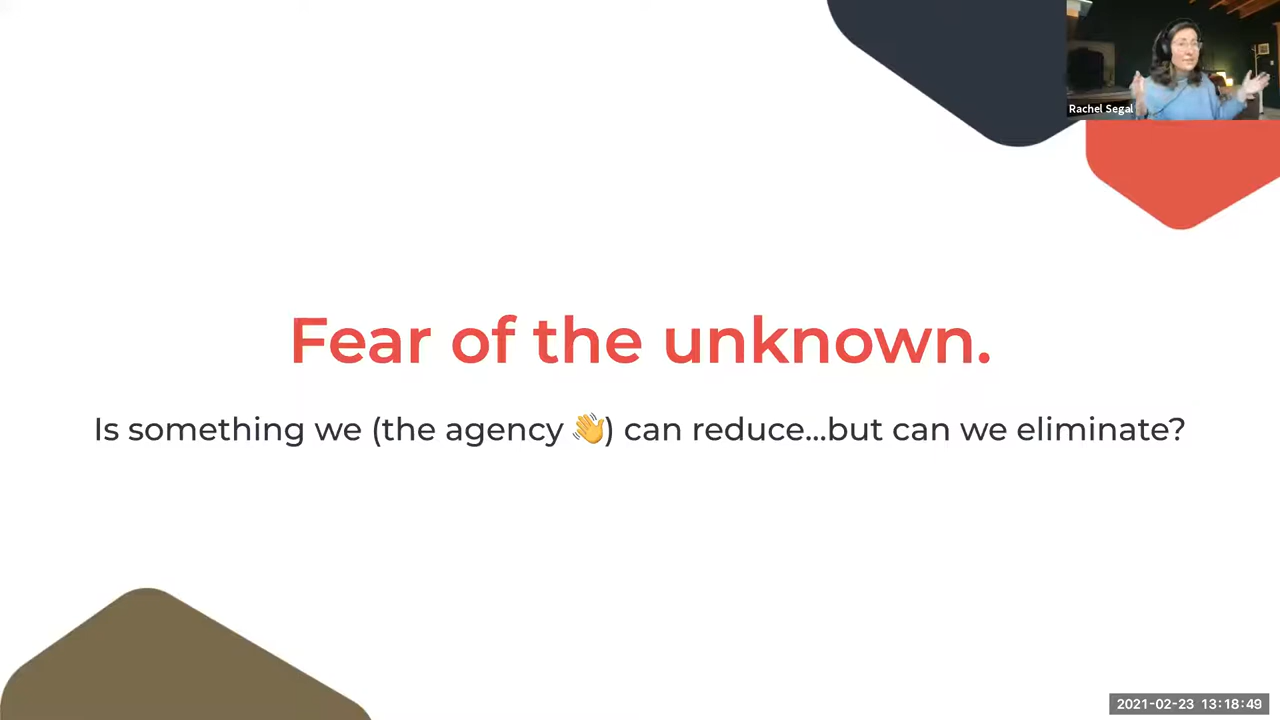 Rachel Segal
Fear of the unknown.
Is something we (the agency 👋) can reduce...but can we eliminate?
2021-02-23 13:18:49